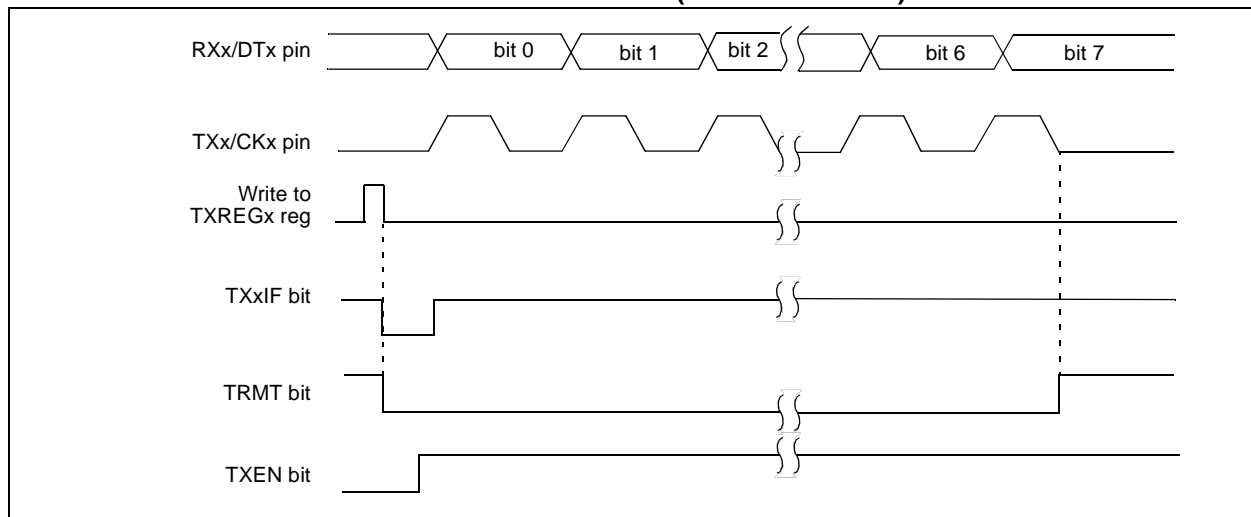 RXx/DTx pin
bit 0
bit 1
bit 2
bit 6
bit 7
TXx/CKx pin
Write to
TXREGx reg
TXxIF bit
TRMT bit
TXEN bit